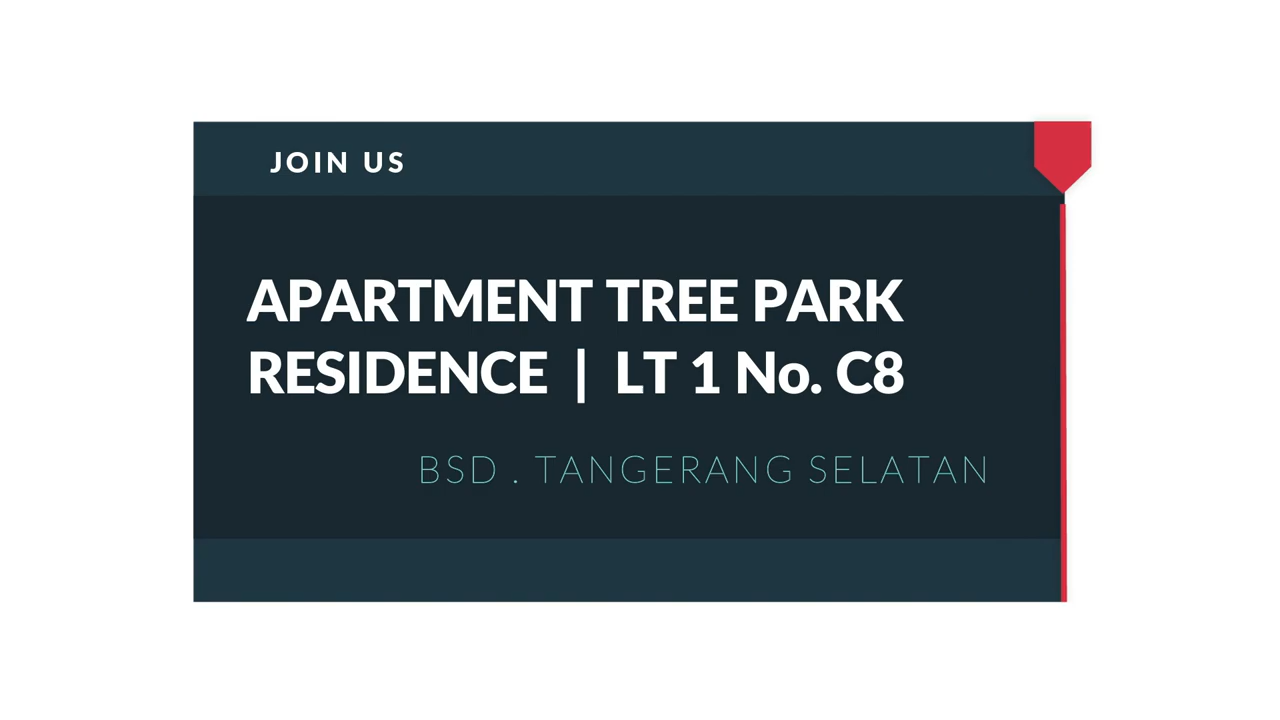 JOIN US
APARTMENT TREE PARK
RESIDENCE | LT 1 No. C8
BSD . TANGERANG SELATAN